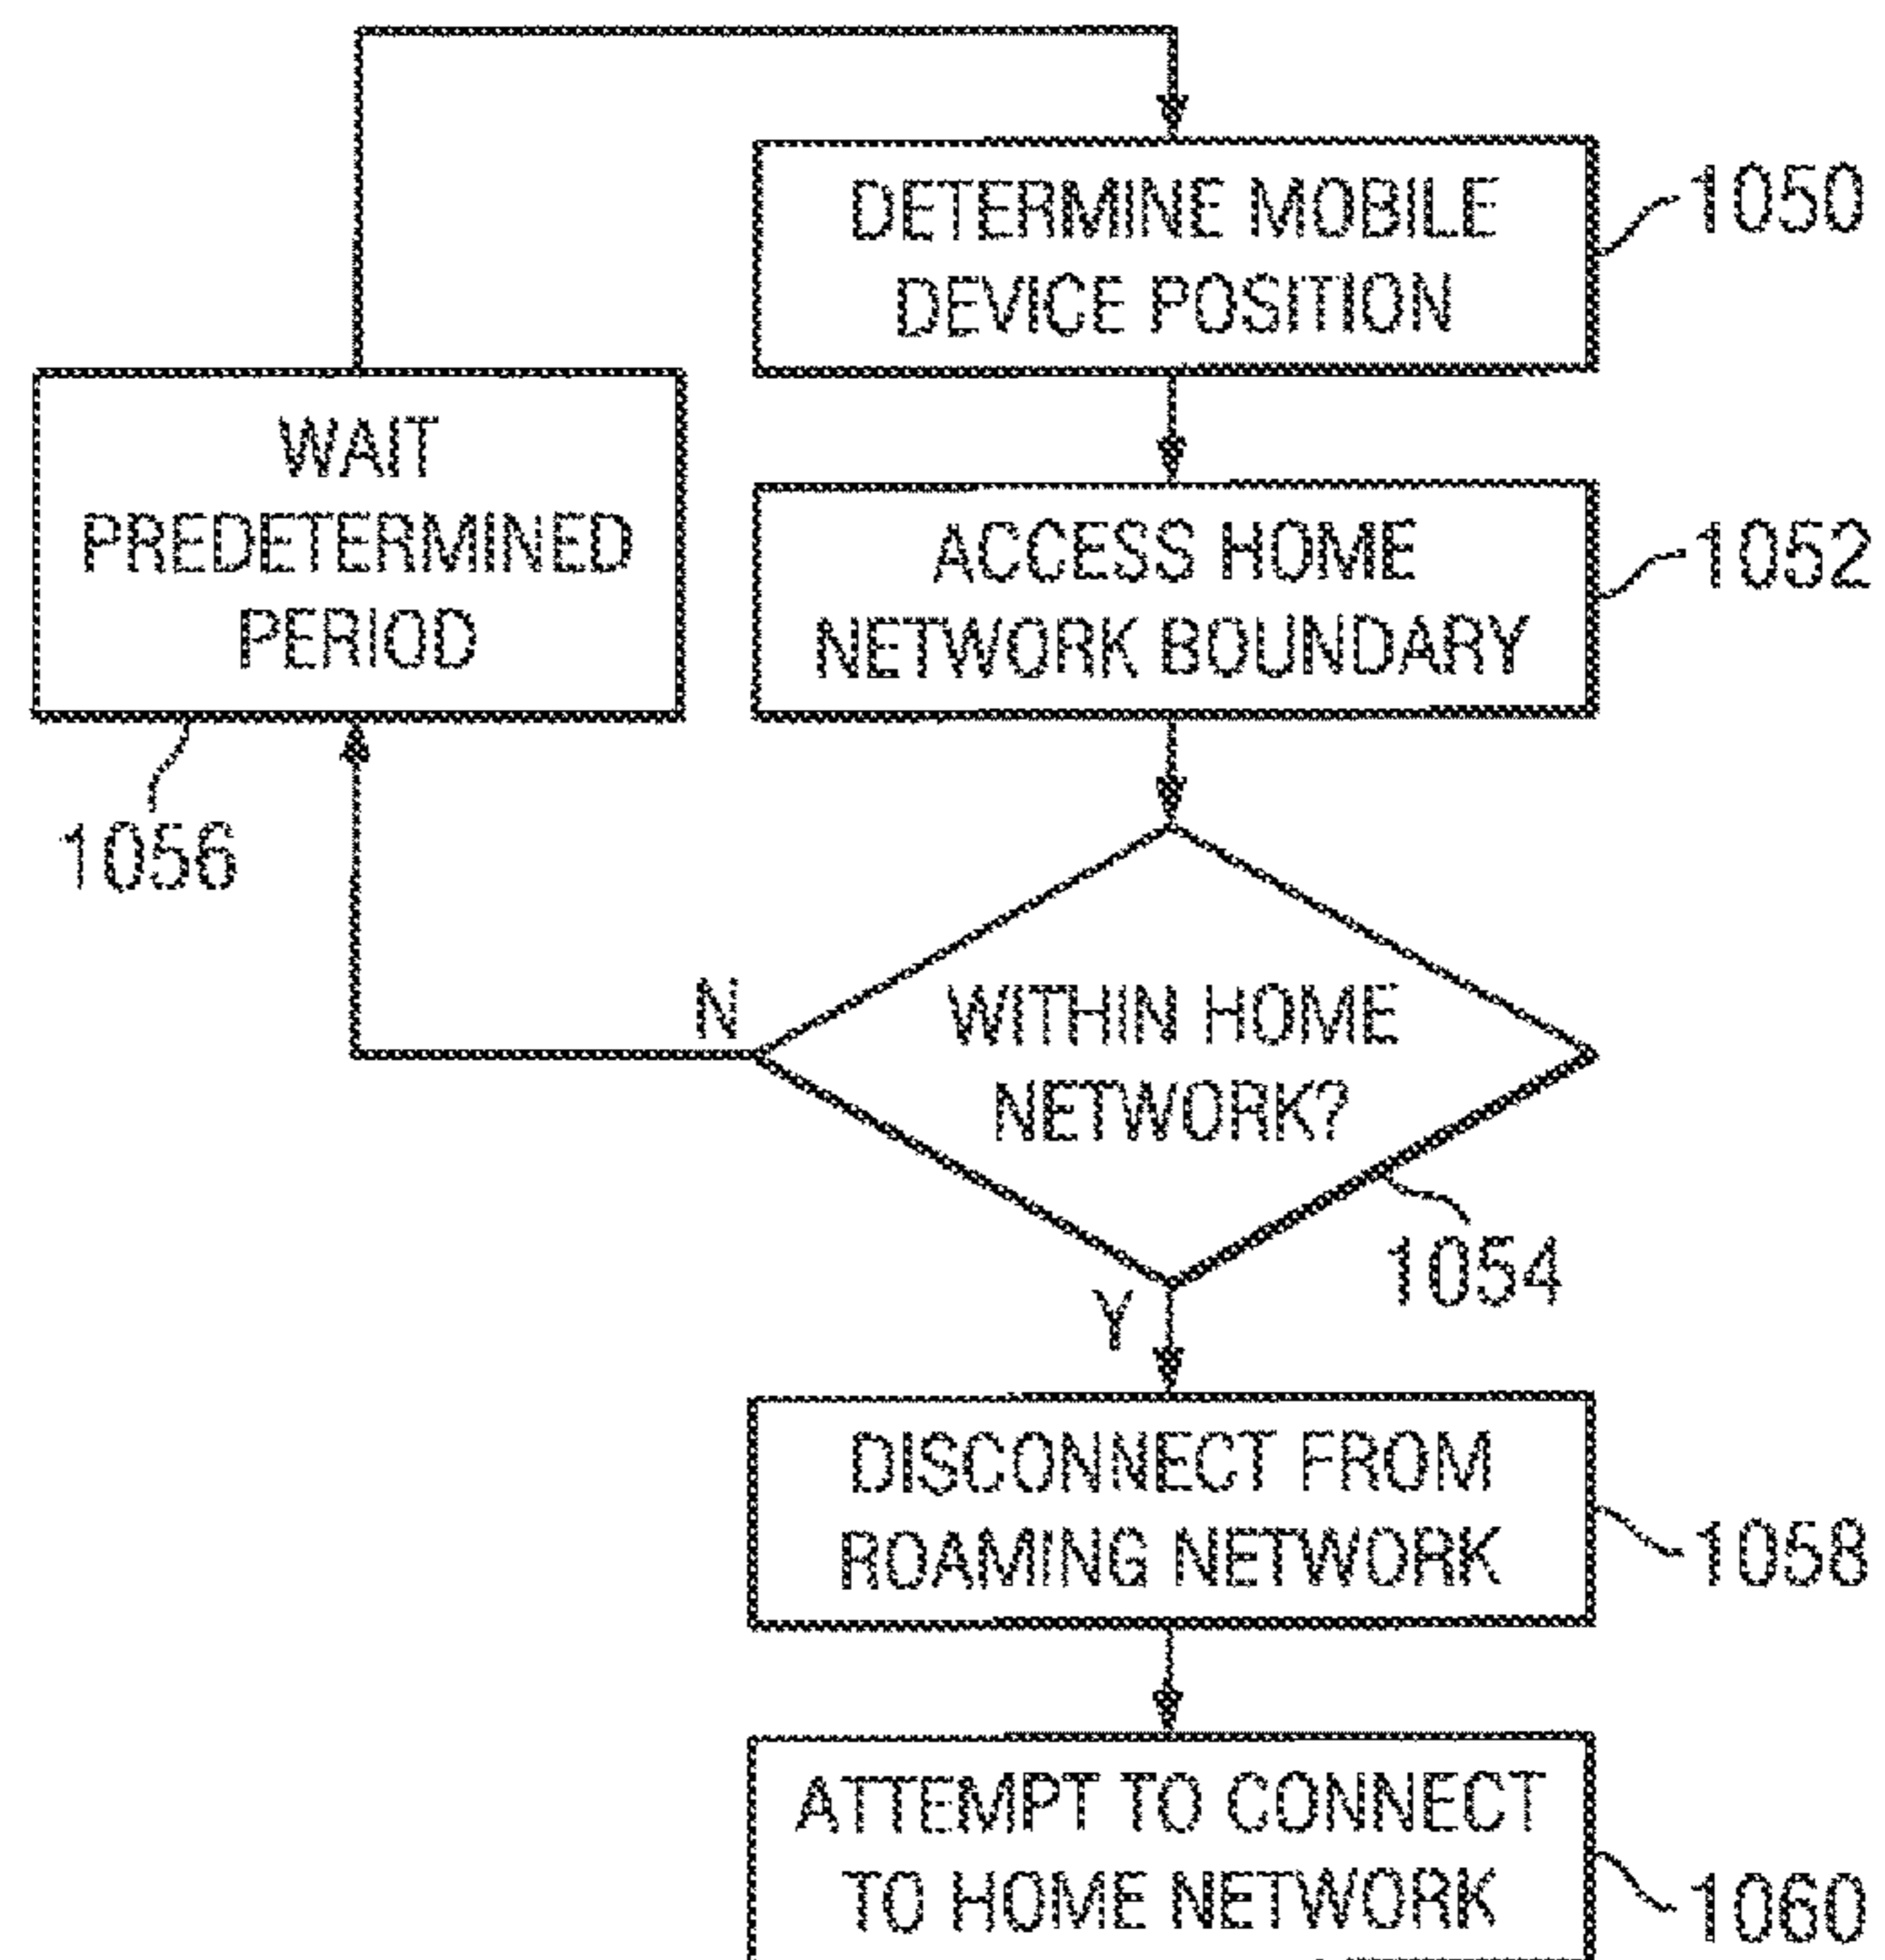 DETERMINE MOBILE
DEVICE POSITION
1050
WAIT
PREDETERMINED
PERIOD
1056
ACCESS HOME
NETWORK BOUNDARY
1052
WITHIN HOME
NETWORK?
1054
N
Y
DISCONNECT FROM
ROAMING NETWORK
1058
ATTEMPT TO CONNECT
TO HOME NETWORK
1060